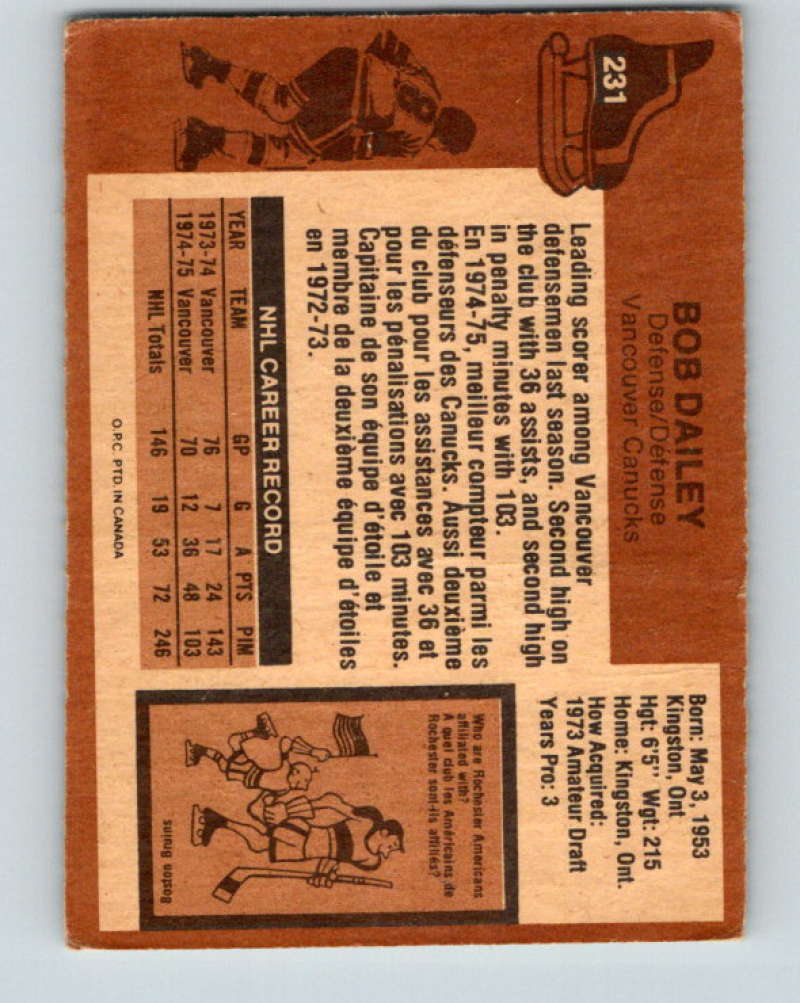 231
BOB DAILEY
Defense/Défense
Vancouver Canucks
Leading scorer among Vancouver
defensemen last season. Second high on
the club with 36 assists, and second high
in penalty minutes with 103.
En 1974-75, meilleur compteur parmi les
défenseurs des Canucks. Aussi deuxième
du club pour les assistances avec 36 et
pour les pénalisations avec 103 minutes.
Capitaine de son équipe d'étoile et
membre de la deuxième équipe d'étoiles
en 1972-73.
NHL CAREER RECORD
YEAR TEAM GP G A PTS PIM
1973-74 Vancouver 76 7 17 24 143
1974-75 Vancouver 70 12 36 48 103
NHL Totals 146 19 53 72 246
O.P.C. PTD. IN CANADA
Born: May 3, 1953
Kingston, Ont
Hgt: 6'5" Wgt: 215
Home: Kingston, Ont.
How Acquired:
1973 Amateur Draft
Years Pro: 3
Who are Rochester Americans
affiliated with?
A quel club les Américains de
Rochester sont-ils affiliés?
Boston Bruins
8